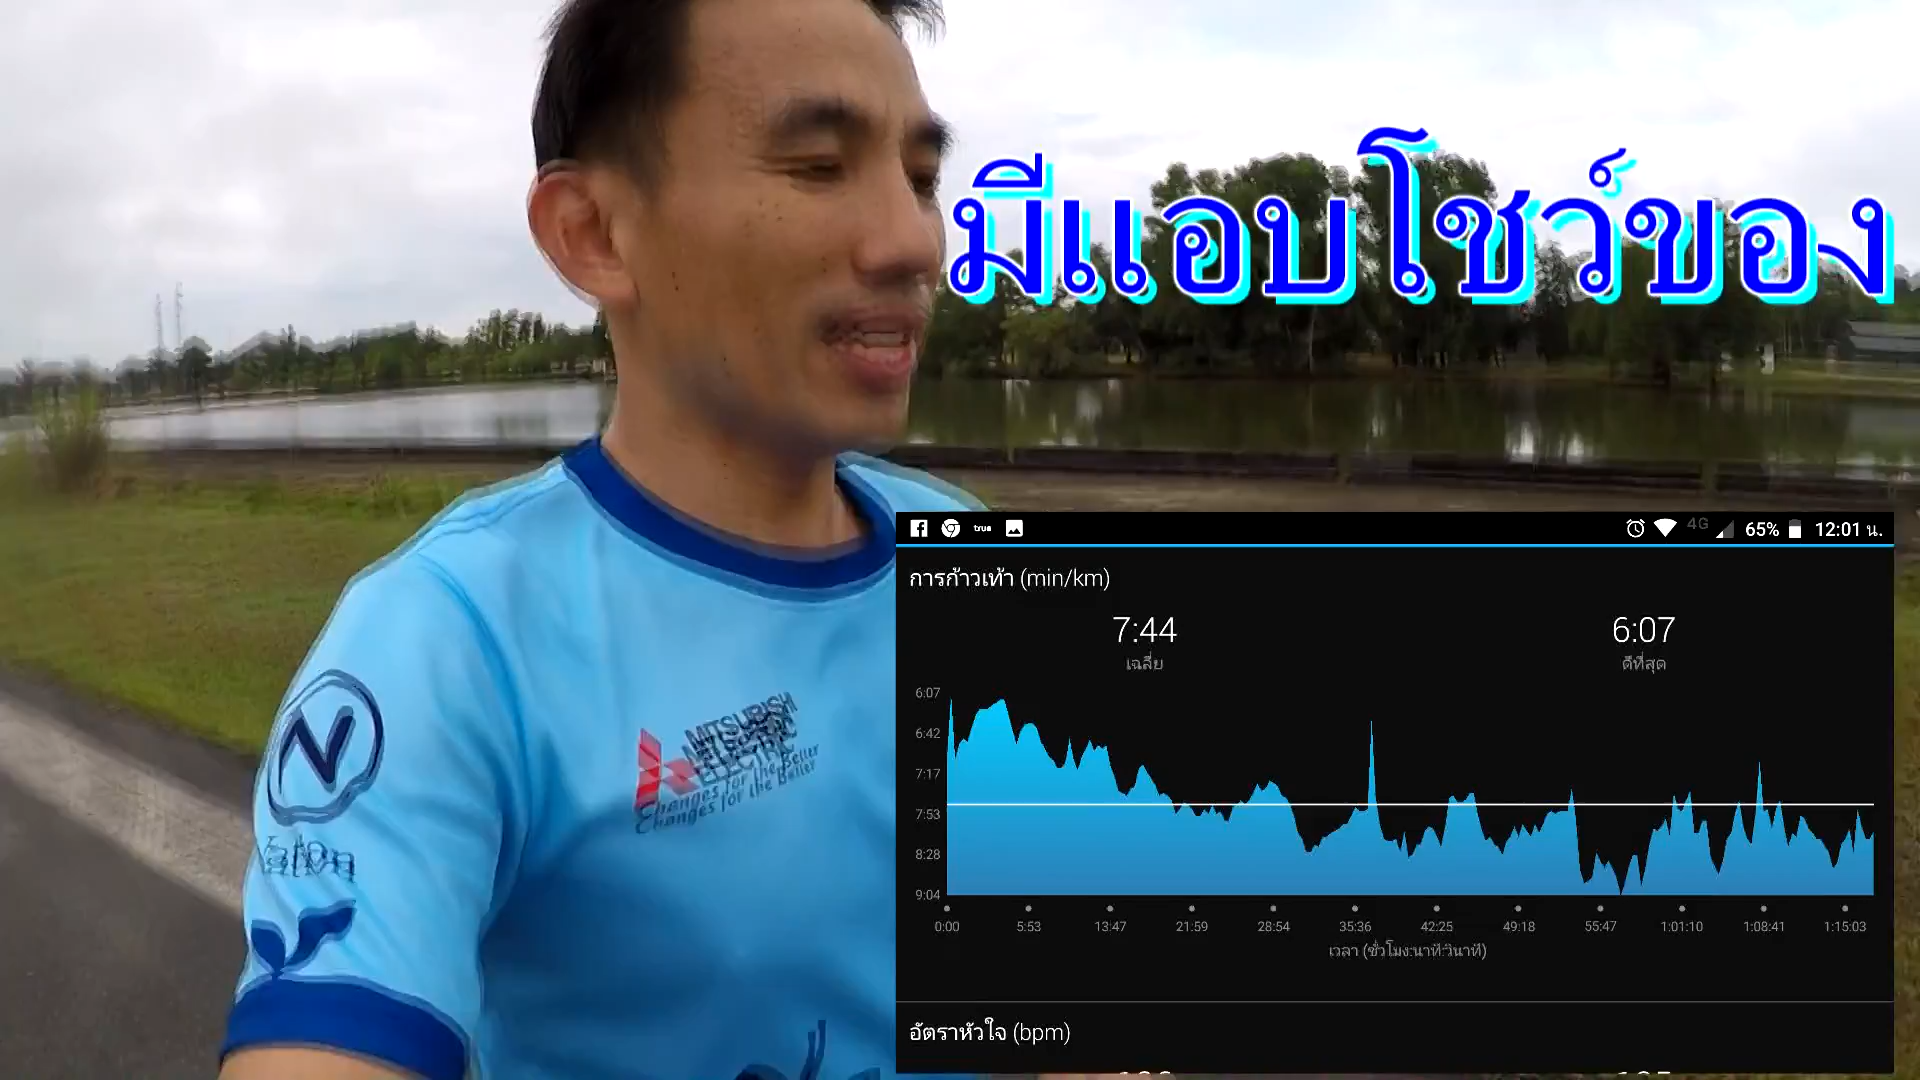 มีแอบโชว์ของ
true
4G
65%
12:01 น.
การก้าวเท้า (min/km)
7:44
6:07
เฉลี่ย
ดีที่สุด
6:07
6:42
7:17
7:53
8:28
9:04
0:00 5:53 13:47 21:59 28:54 35:36 42:25 49:18 55:47 1:01:10 1:08:41 1:15:03
เวลา (ชั่วโมง:นาที:วินาที)
อัตราหัวใจ (bpm)
MITSUBISHI
ELECTRIC
Changes for the Better
N